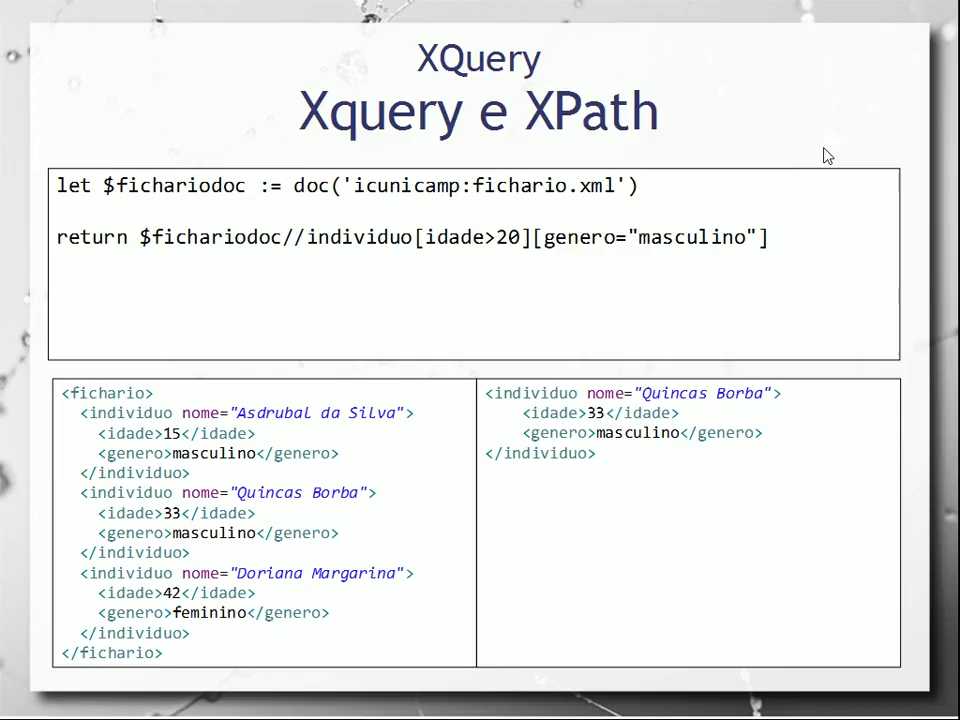 XQuery
Xquery e XPath
let $fichariodoc := doc('icunicamp:fichario.xml')
return $fichariodoc//individuo[idade>20][genero="masculino"]
<fichario>
<individuo nome="Asdrubal da Silva">
<idade>15</idade>
<genero>masculino</genero>
</individuo>
<individuo nome="Quincas Borba">
<idade>33</idade>
<genero>masculino</genero>
</individuo>
<individuo nome="Doriana Margarina">
<idade>42</idade>
<genero>feminino</genero>
</individuo>
</fichario>
<individuo nome="Quincas Borba">
<idade>33</idade>
<genero>masculino</genero>
</individuo>